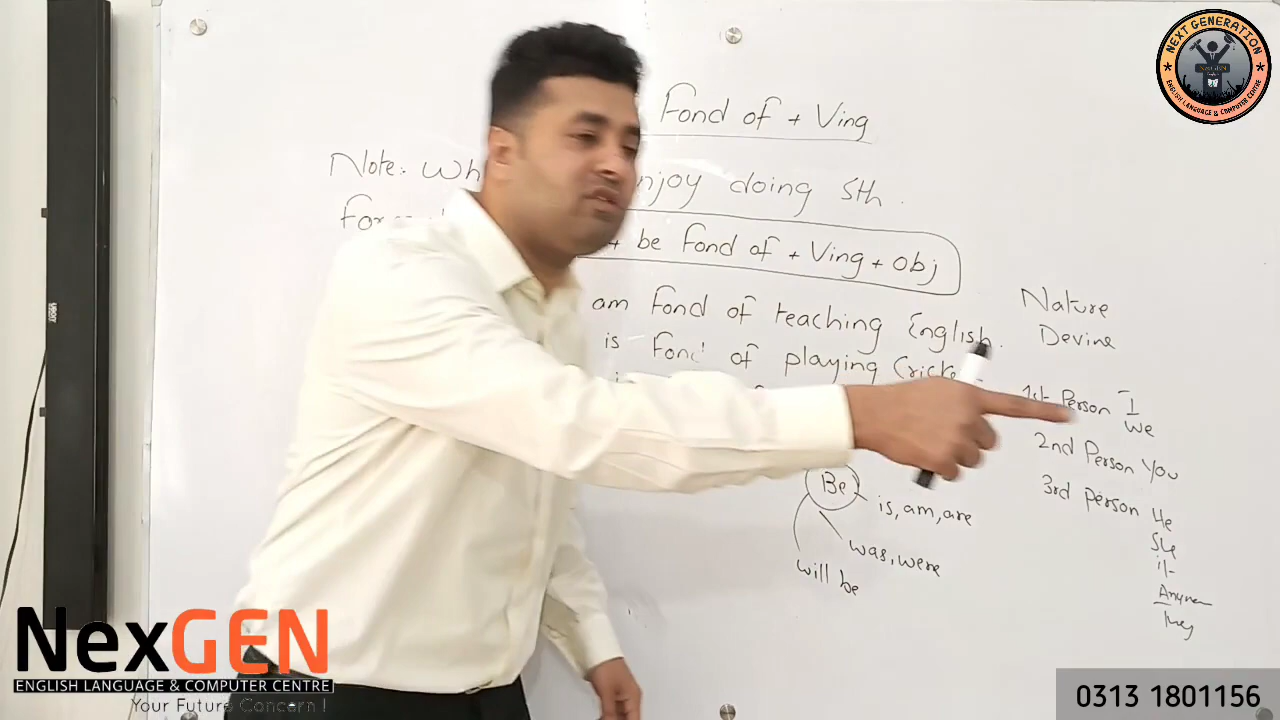 Fond of + Ving
Note: Wh njoy doing Sth.
For
+ be Fond of + Ving + obj
am Fond of teaching English.
is Fond of playing Cricke
Nature
Devine
1st Person I
We
2nd Person You
3rd Person He
She
it
They
Be
is, am, are
was, were
will be
NEXT GENERATION
ENGLISH LANGUAGE & COMPUTER CENTRE
NexGEN
ENGLISH LANGUAGE & COMPUTER CENTRE
Your Future Concern !
0313 1801156